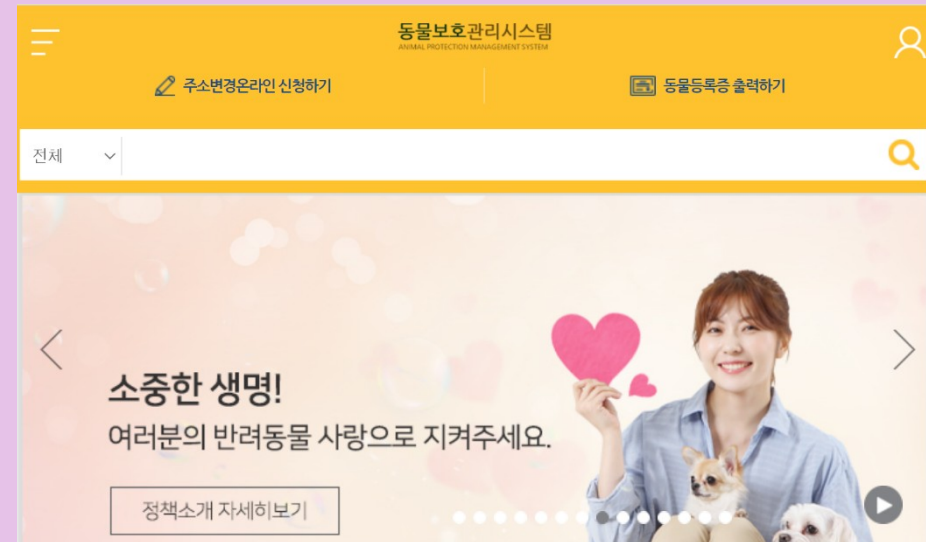 동물보호관리시스템
ANIMAL PROTECTION MANAGEMENT SYSTEM
주소변경온라인 신청하기
동물등록증 출력하기
전체
소중한 생명!
여러분의 반려동물 사랑으로 지켜주세요.
정책소개 자세히보기